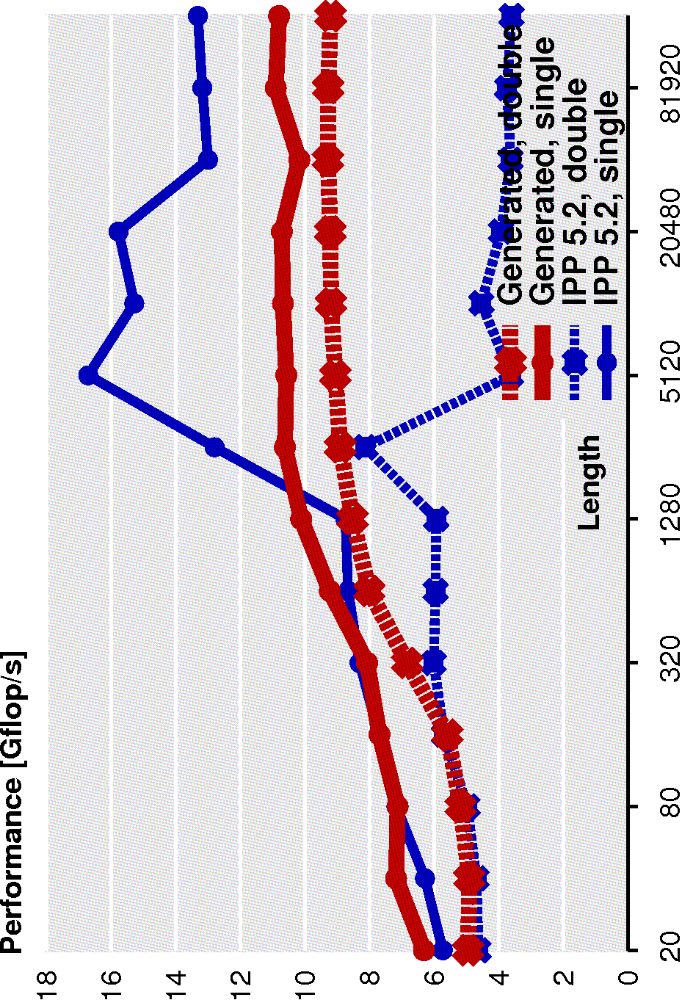 Performance [Gflop/s]
18
16
14
12
10
8
6
4
2
0
20
80
320
1280
5120
20480
81920
Length
Generated, double
Generated, single
IPP 5.2, double
IPP 5.2, single